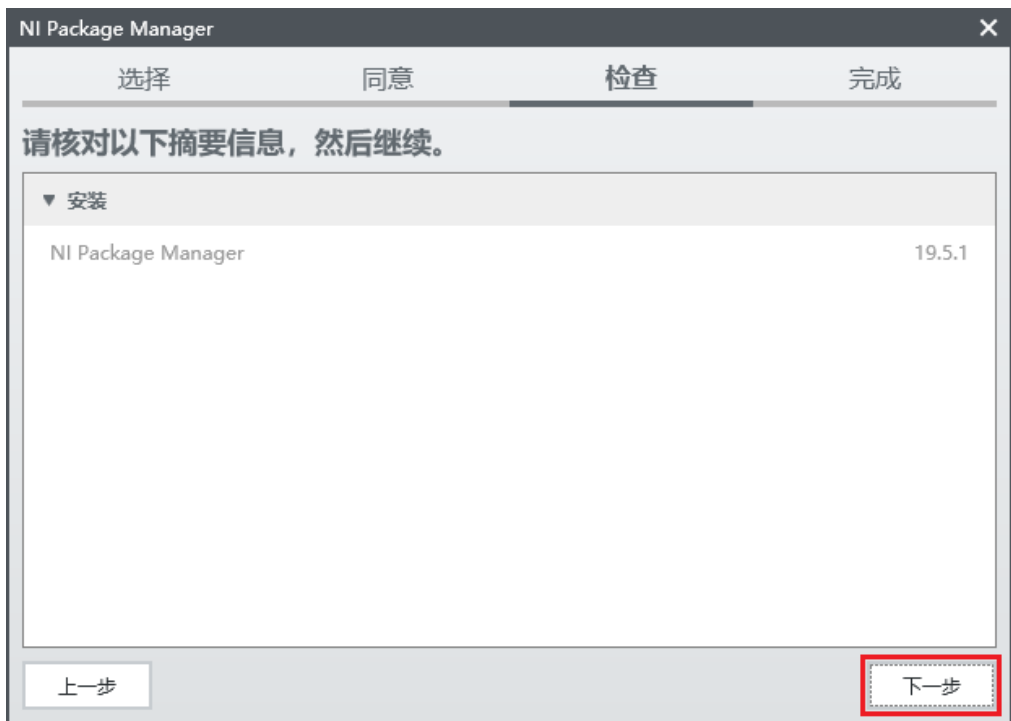 NI Package Manager
选择 同意 检查 完成
请核对以下摘要信息，然后继续。
安装
NI Package Manager 19.5.1
上一步 下一步